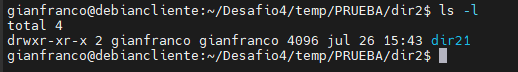 gianfranco@debiancliente:~/Desafio4/temp/PRUEBA/dir2$ ls -l
total 4
drwxr-xr-x 2 gianfranco gianfranco 4096 jul 26 15:43 dir21
gianfranco@debiancliente:~/Desafio4/temp/PRUEBA/dir2$